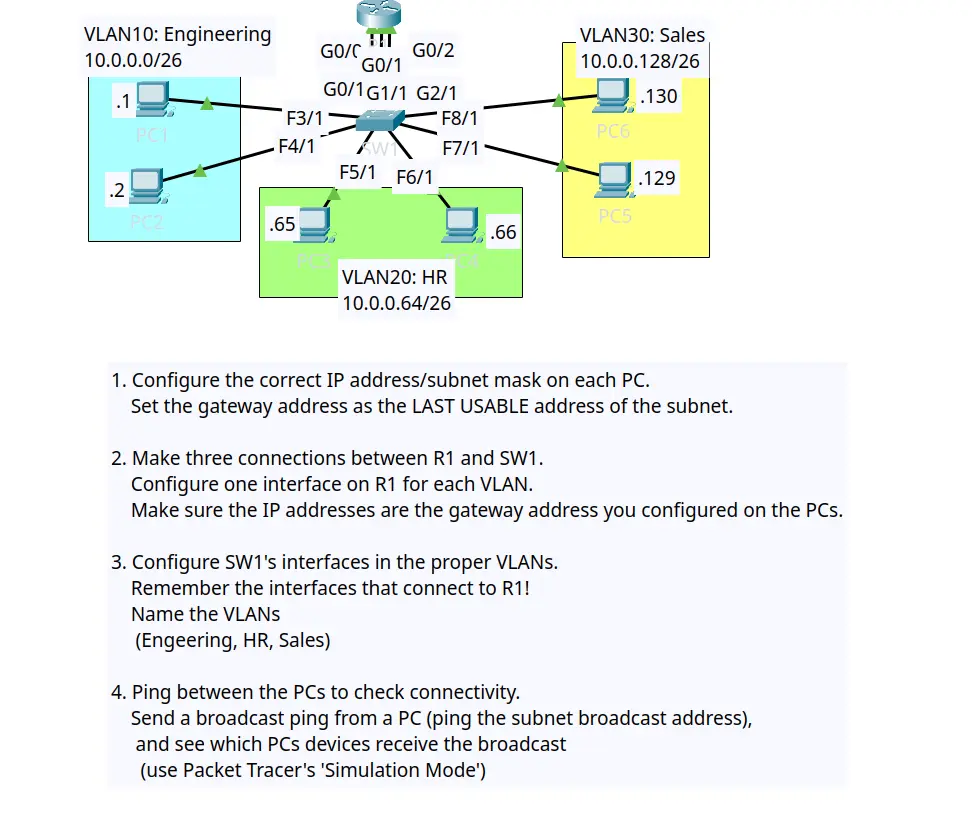 VLAN10: Engineering
10.0.0.0/26
G0/0
G0/1
G0/2
VLAN30: Sales
10.0.0.128/26
G0/1
G1/1
G2/1
.1
PC1
F3/1
F8/1
.130
PC6
F4/1
SW1
F7/1
.2
PC2
F5/1
F6/1
.129
PC5
.65
.66
VLAN20: HR
10.0.0.64/26
1. Configure the correct IP address/subnet mask on each PC.
Set the gateway address as the LAST USABLE address of the subnet.
2. Make three connections between R1 and SW1.
Configure one interface on R1 for each VLAN.
Make sure the IP addresses are the gateway address you configured on the PCs.
3. Configure SW1's interfaces in the proper VLANs.
Remember the interfaces that connect to R1!
Name the VLANs
(Engeering, HR, Sales)
4. Ping between the PCs to check connectivity.
Send a broadcast ping from a PC (ping the subnet broadcast address),
and see which PCs devices receive the broadcast
(use Packet Tracer's 'Simulation Mode')